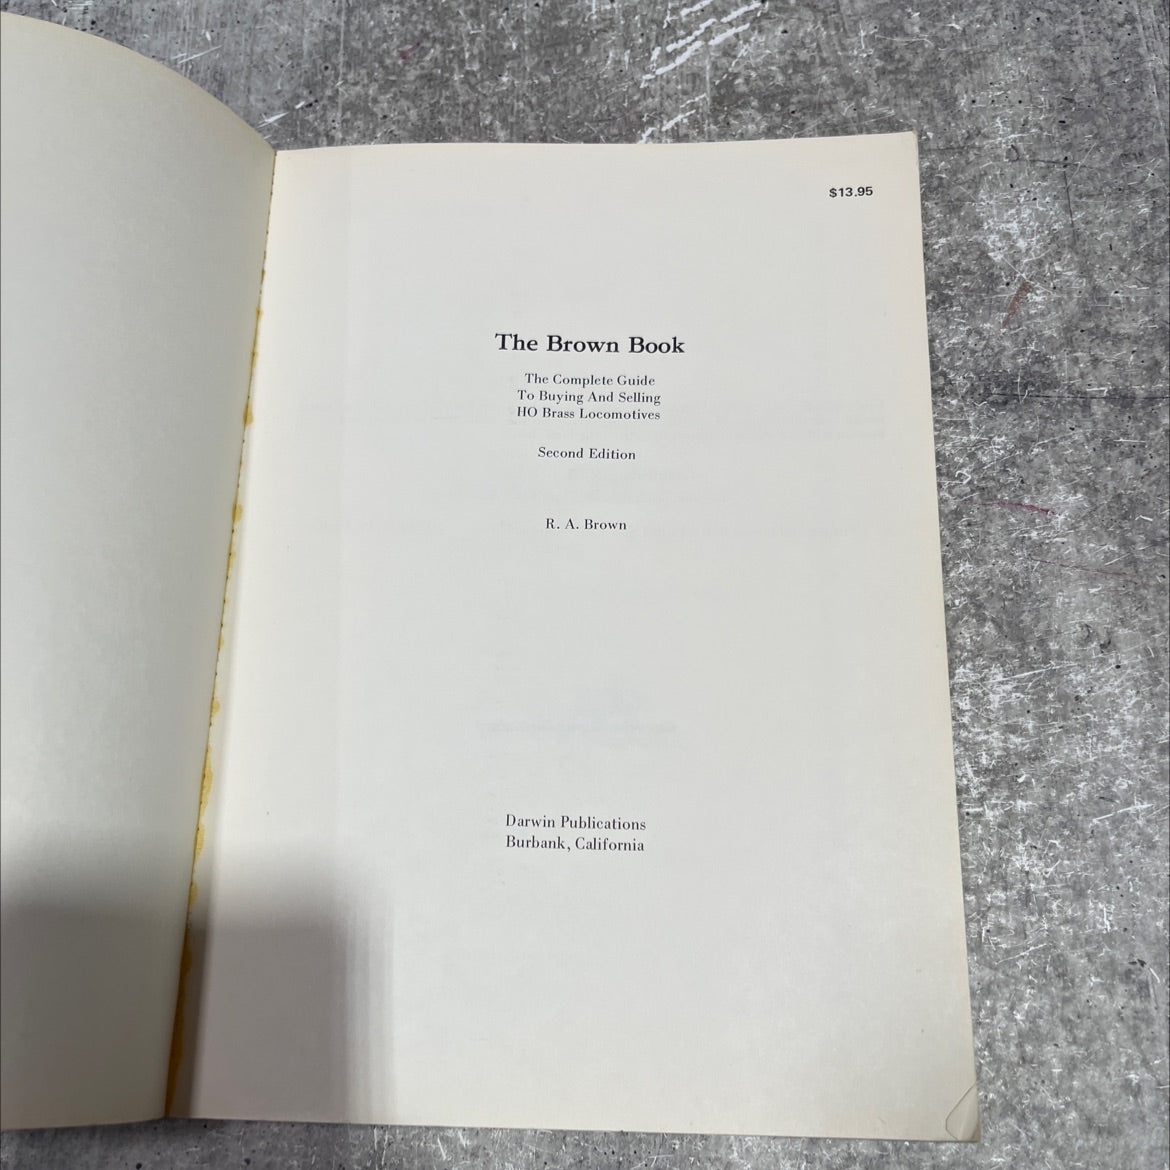 $13.95
The Brown Book
The Complete Guide
To Buying And Selling
HO Brass Locomotives
Second Edition
R. A. Brown
Darwin Publications
Burbank, California